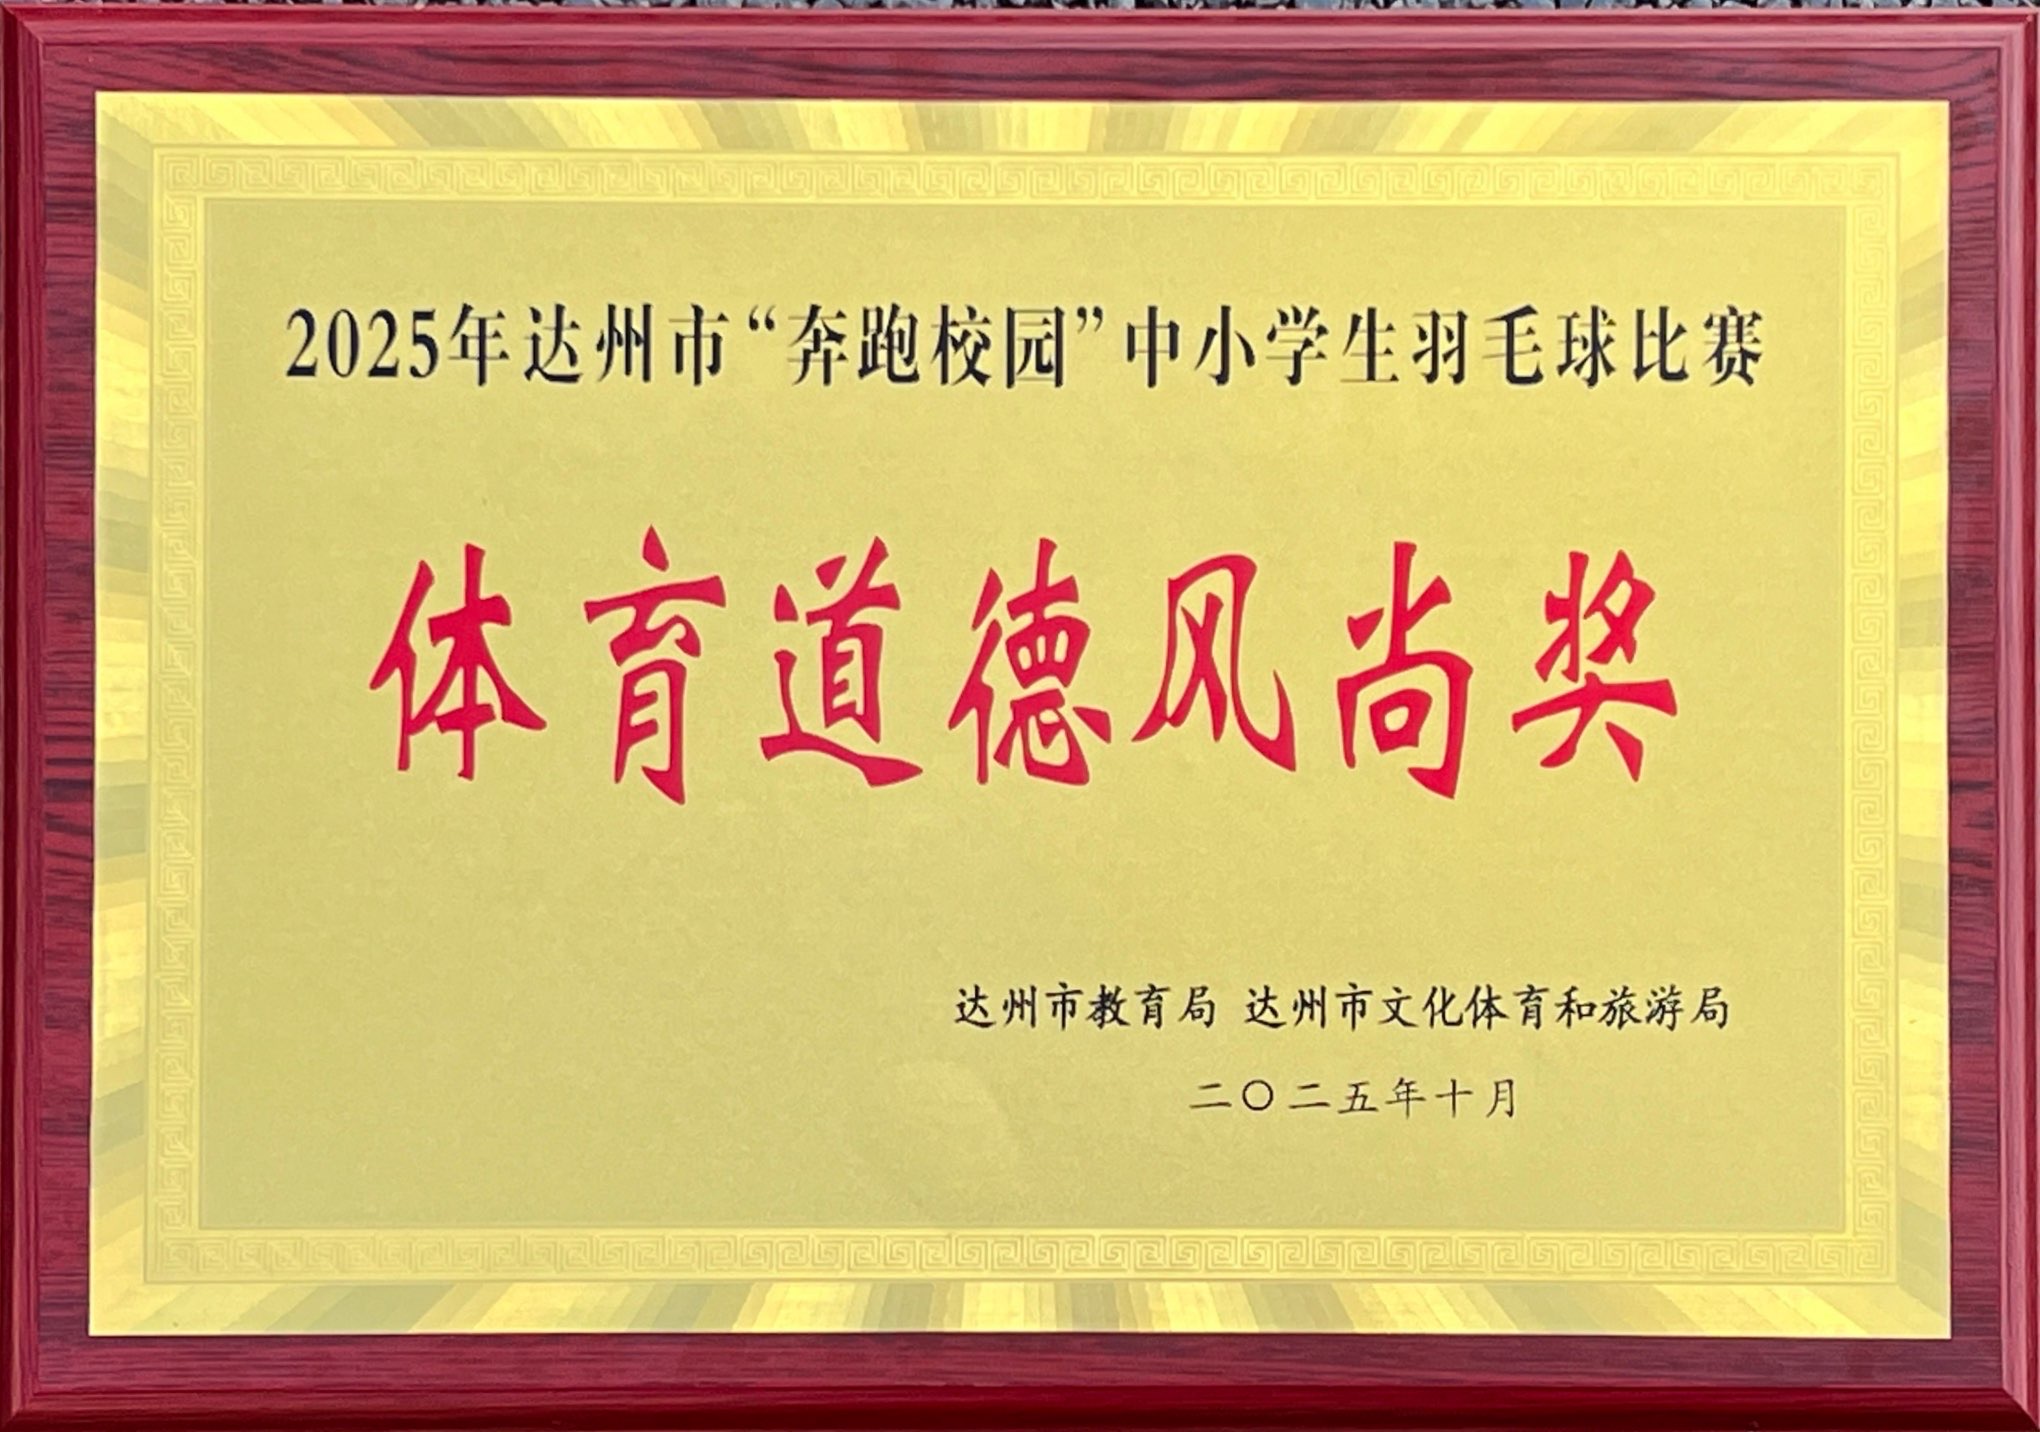 2025年达州市“奔跑校园”中小学生羽毛球比赛
体育道德风尚奖
达州市教育局 达州市文化体育和旅游局
二〇二五年十月